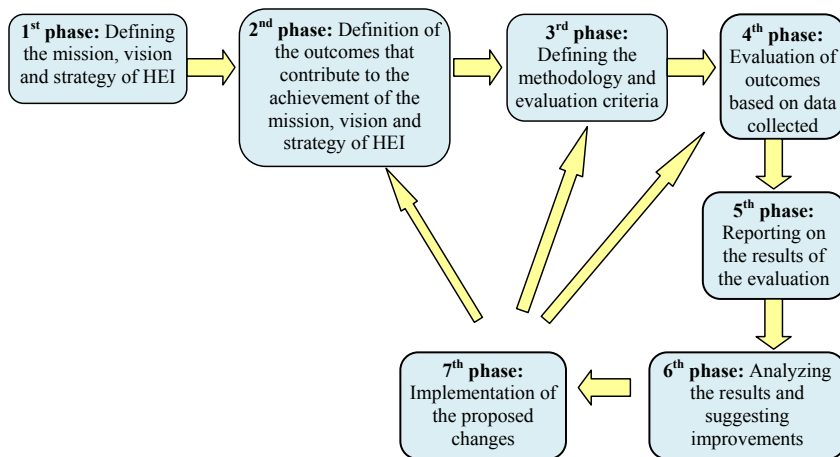 1st phase: Defining
the mission, vision
and strategy of HEI
2nd phase: Definition of
the outcomes that
contribute to the
achievement of the
mission, vision and
strategy of HEI
3rd phase:
Defining the
methodology and
evaluation criteria
4th phase:
Evaluation of
outcomes
based on data
collected
5th phase:
Reporting on
the results of
the evaluation
6th phase: Analyzing
the results and
suggesting
improvements
7th phase:
Implementation of
the proposed
changes